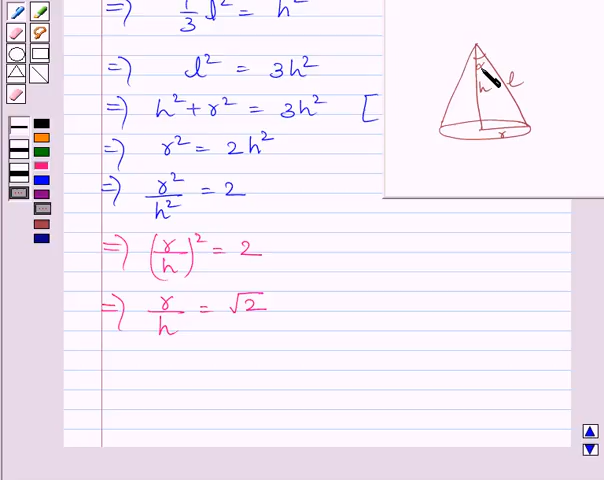 ⇒ 1/3 l² = h²
⇒ l² = 3h²
⇒ h² + r² = 3h² [
⇒ r² = 2h²
⇒ r²/h² = 2
⇒ (r/h)² = 2
⇒ r/h = √2
α
h
l
r